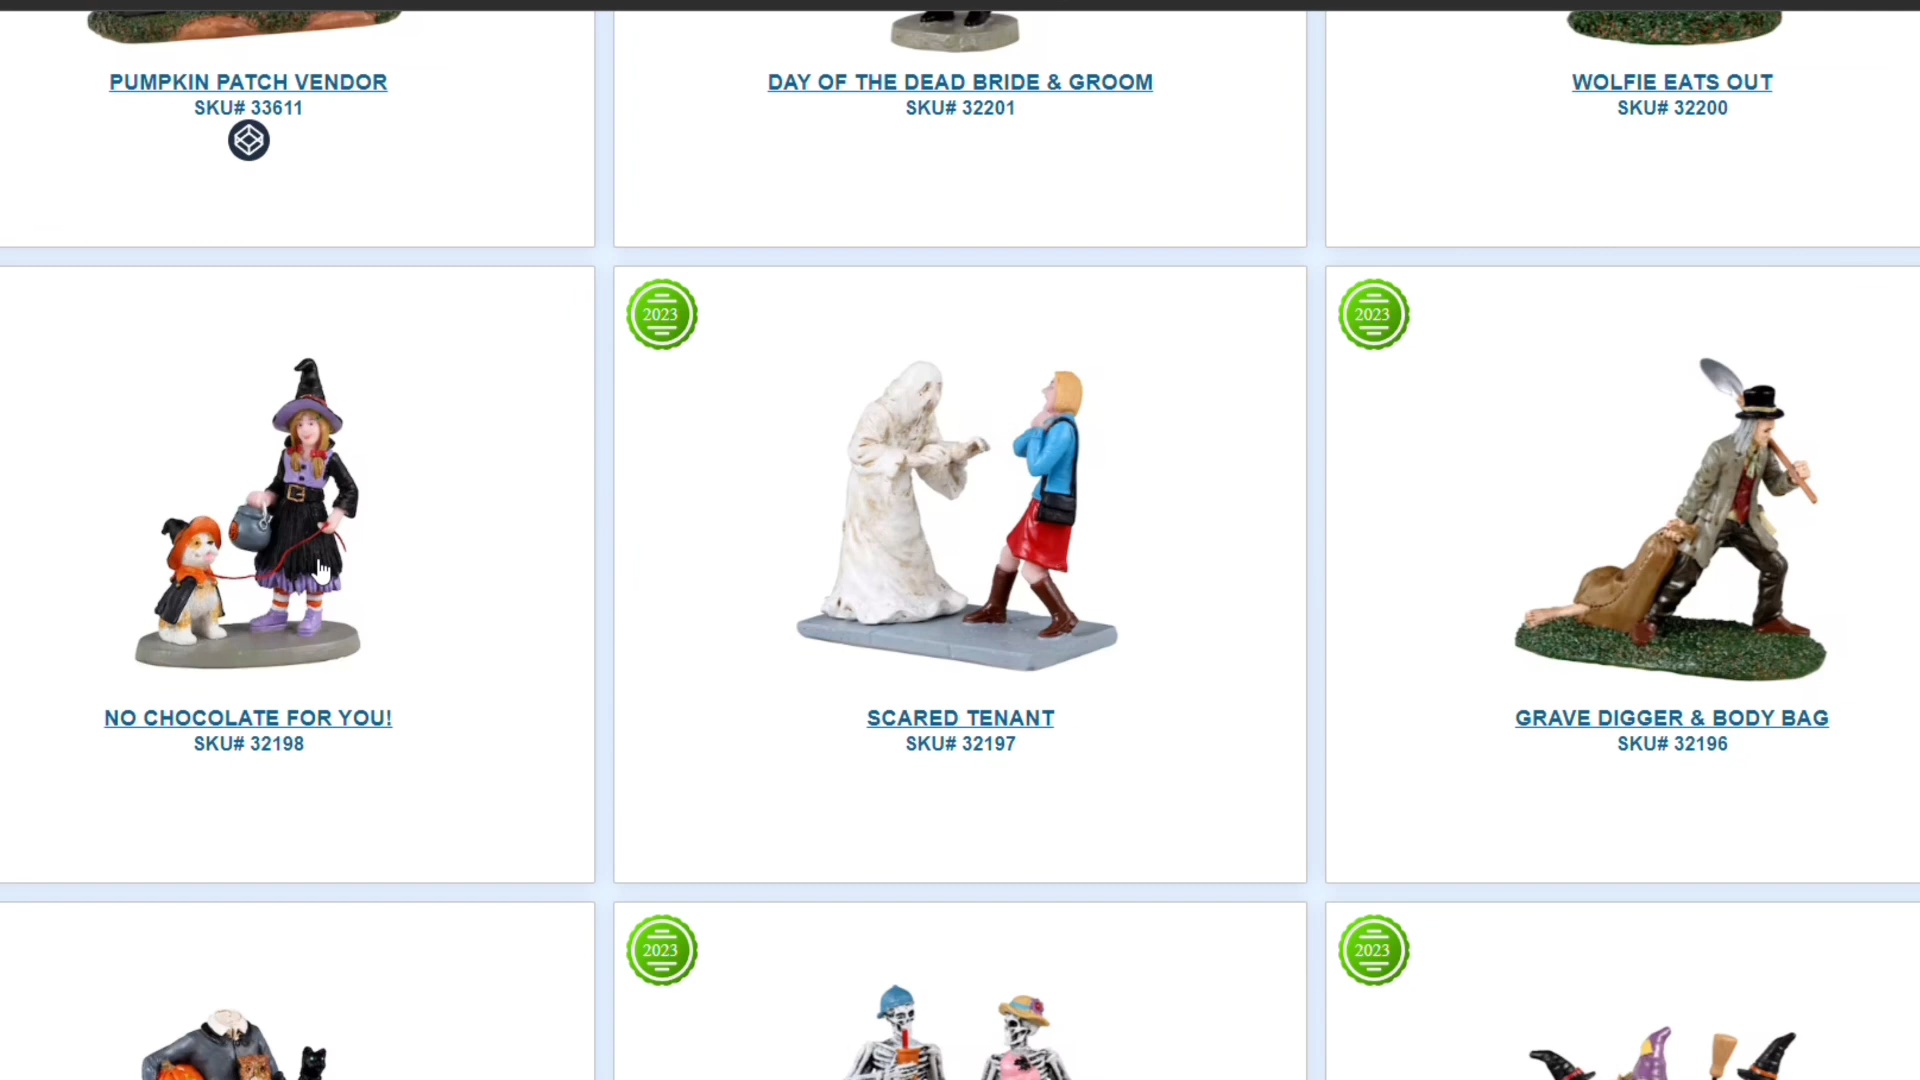 PUMPKIN PATCH VENDOR
SKU# 33611
DAY OF THE DEAD BRIDE & GROOM
SKU# 32201
WOLFIE EATS OUT
SKU# 32200
2023
2023
NO CHOCOLATE FOR YOU!
SKU# 32198
SCARED TENANT
SKU# 32197
GRAVE DIGGER & BODY BAG
SKU# 32196
2023
2023